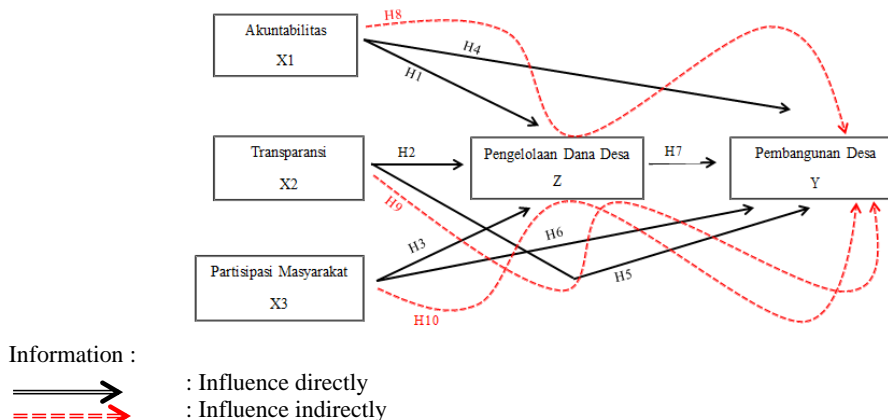 H8
Akuntabilitas
X1
H4
H1
Transparansi
X2
H2
Pengelolaan Dana Desa
Z
H7
Pembangunan Desa
Y
H9
H3
H6
H5
Partisipasi Masyarakat
X3
H10
Information :
: Influence directly
: Influence indirectly